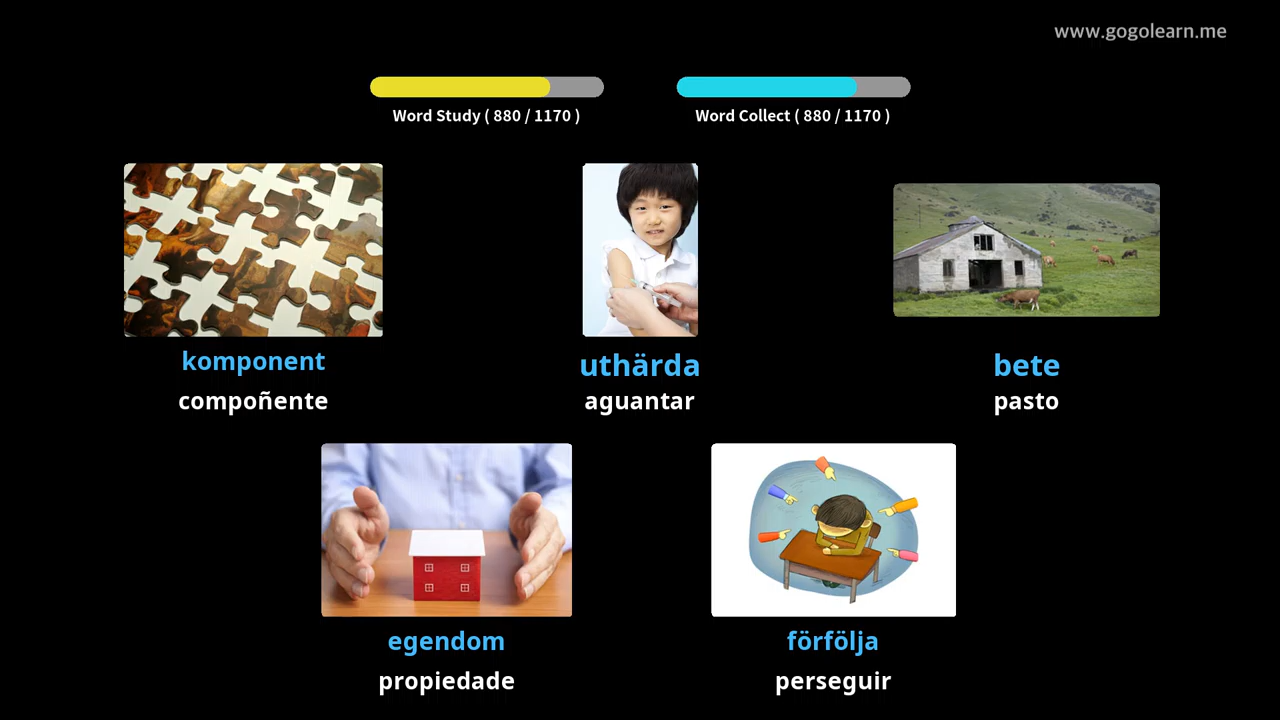 www.gogolearn.me
Word Study ( 880 / 1170 )
Word Collect ( 880 / 1170 )
komponent
compoñente
uthärda
aguantar
bete
pasto
egendom
propiedade
förfölja
perseguir